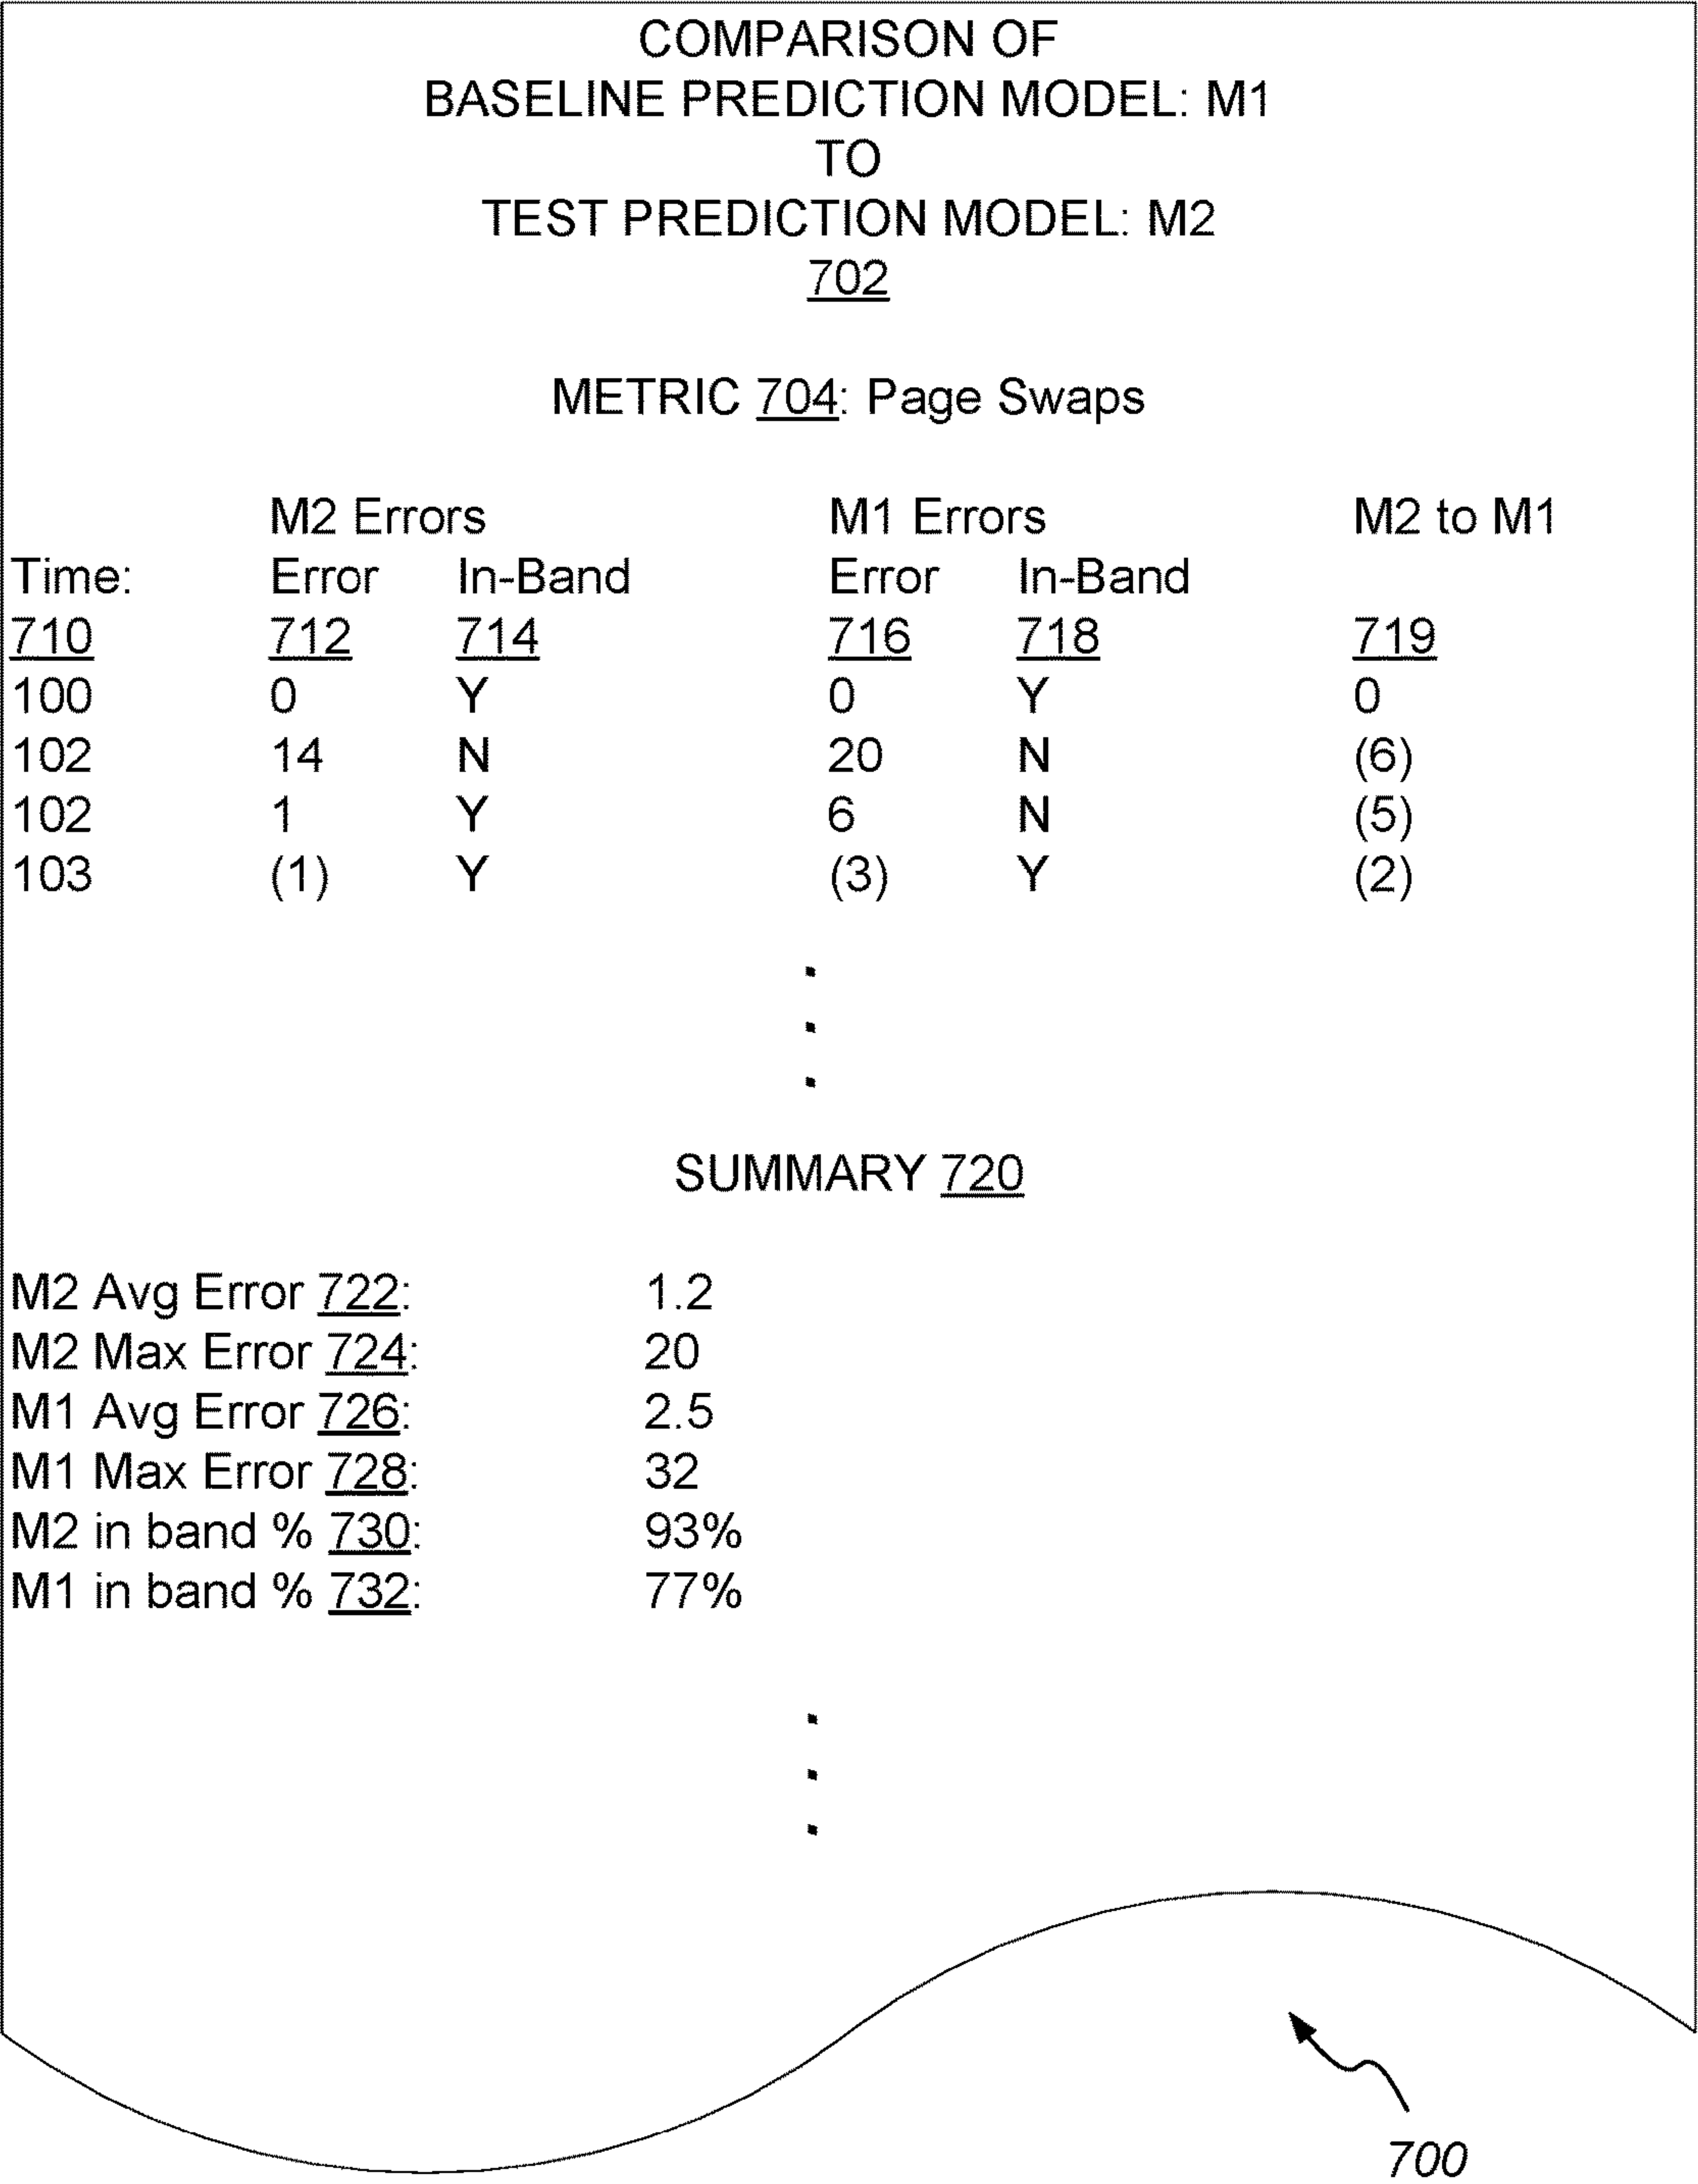 COMPARISON OF
BASELINE PREDICTION MODEL: M1
TO
TEST PREDICTION MODEL: M2
702
METRIC 704: Page Swaps
M2 Errors M1 Errors M2 to M1
Time: Error In-Band Error In-Band
710 712 714 716 718 719
100 0 Y 0 Y 0
102 14 N 20 N (6)
102 1 Y 6 N (5)
103 (1) Y (3) Y (2)
SUMMARY 720
M2 Avg Error 722: 1.2
M2 Max Error 724: 20
M1 Avg Error 726: 2.5
M1 Max Error 728: 32
M2 in band % 730: 93%
M1 in band % 732: 77%
700